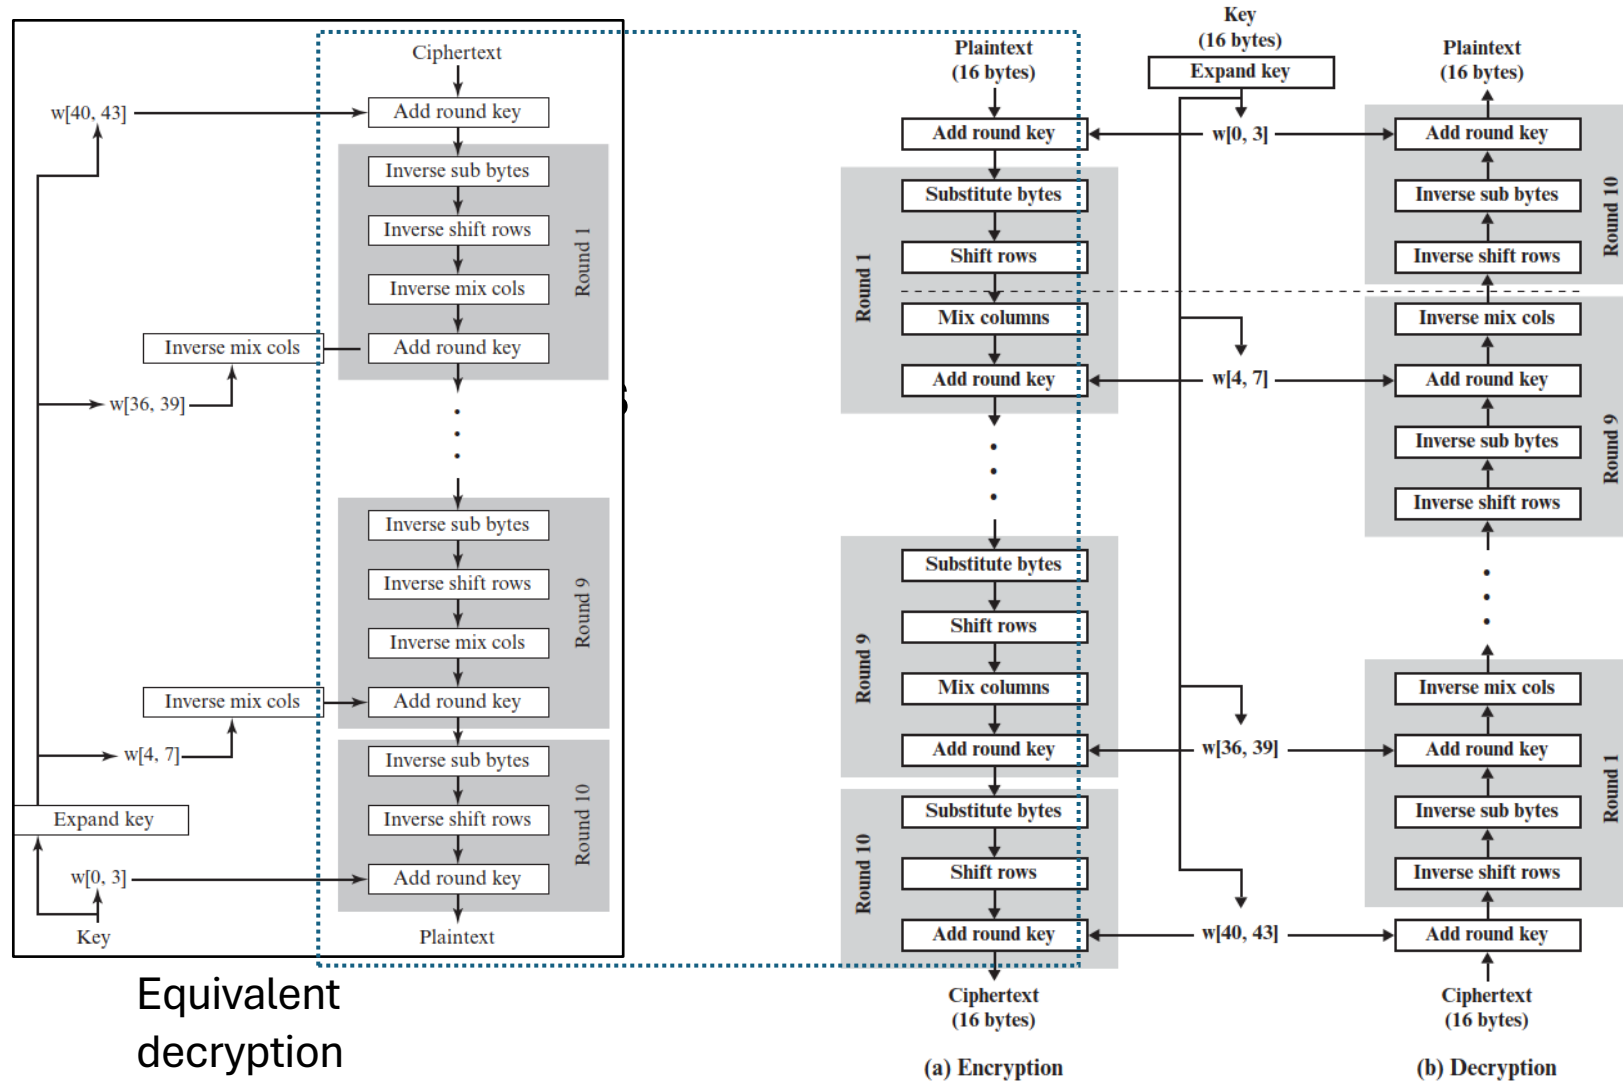 Ciphertext
w[40, 43]
Add round key
Inverse sub bytes
Inverse shift rows
Inverse mix cols
Round 1
Inverse mix cols
Add round key
w[36, 39]
Inverse sub bytes
Inverse shift rows
Inverse mix cols
Round 9
Inverse mix cols
Add round key
w[4, 7]
Inverse sub bytes
Expand key
Inverse shift rows
Round 10
w[0, 3]
Add round key
Key
Plaintext
Equivalent
decryption
Plaintext
(16 bytes)
Add round key
Substitute bytes
Shift rows
Round 1
Mix columns
Add round key
Substitute bytes
Shift rows
Round 9
Mix columns
Add round key
Substitute bytes
Shift rows
Round 10
Add round key
Ciphertext
(16 bytes)
(a) Encryption
Key
(16 bytes)
Expand key
w[0, 3]
w[4, 7]
w[36, 39]
w[40, 43]
Plaintext
(16 bytes)
Add round key
Inverse sub bytes
Round 10
Inverse shift rows
Inverse mix cols
Add round key
Round 9
Inverse sub bytes
Inverse shift rows
Inverse mix cols
Add round key
Round 1
Inverse sub bytes
Inverse shift rows
Add round key
Ciphertext
(16 bytes)
(b) Decryption